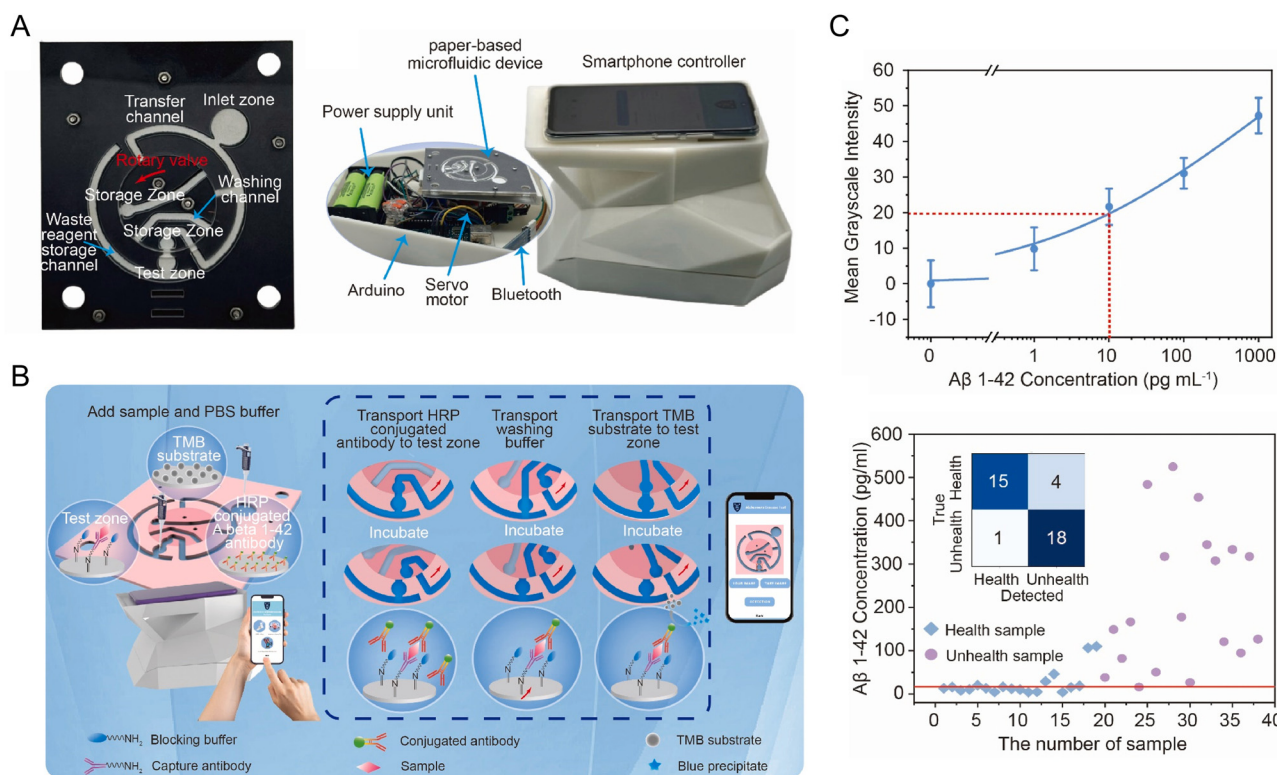 A
Transfer
channel
Inlet zone
Rotary valve
Storage Zone
Washing
channel
Storage Zone
Waste
reagent
storage
channel
Test zone
paper-based
microfluidic device
Power supply unit
Smartphone controller
Arduino
Servo
motor
Bluetooth
B
Add sample and PBS buffer
TMB
substrate
Test zone
HRP
conjugated
A beta 1-42
antibody
Transport HRP
conjugated
antibody to test zone
Transport
washing
buffer
Transport TMB
substrate to test
zone
Incubate
Incubate
Incubate
N
N
N
N
N
N
N
N
N
N
N
N
NH₂ Blocking buffer
NH₂ Capture antibody
Conjugated antibody
Sample
TMB substrate
Blue precipitate
C
Mean Grayscale Intensity
60
50
40
30
20
10
0
-10
0
1
10
100
1000
Aβ 1-42 Concentration (pg mL⁻¹)
Aβ 1-42 Concentration (pg/ml)
600
500
400
300
200
100
0
True
Health
Unhealth
15
4
1
18
Health
Unhealth
Detected
Health sample
Unhealth sample
0
5
10
15
20
25
30
35
40
The number of sample